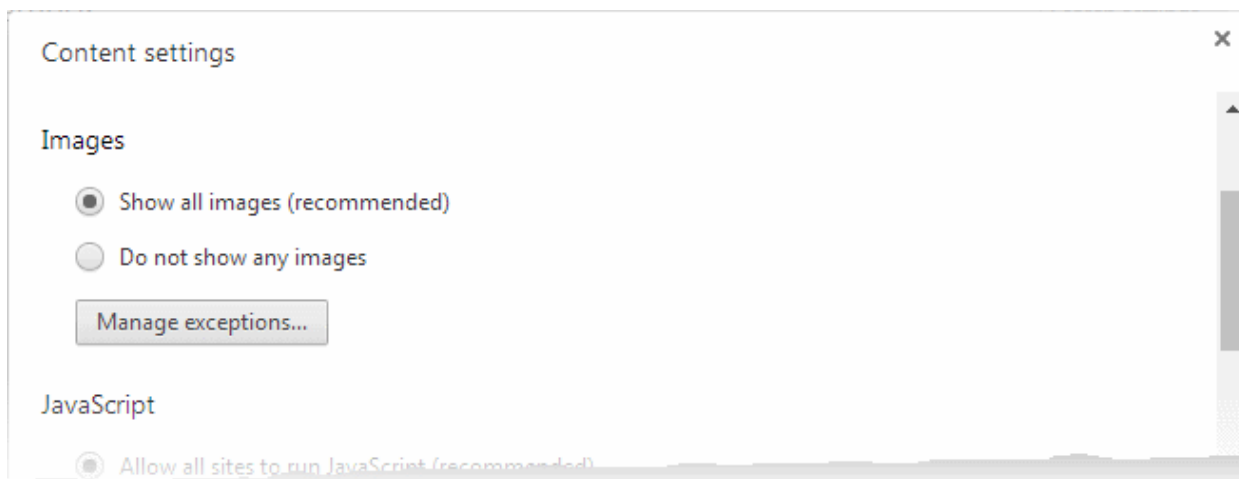 Content settings
Images
Show all images (recommended)
Do not show any images
Manage exceptions...
JavaScript
Allow all sites to run JavaScript (recommended)